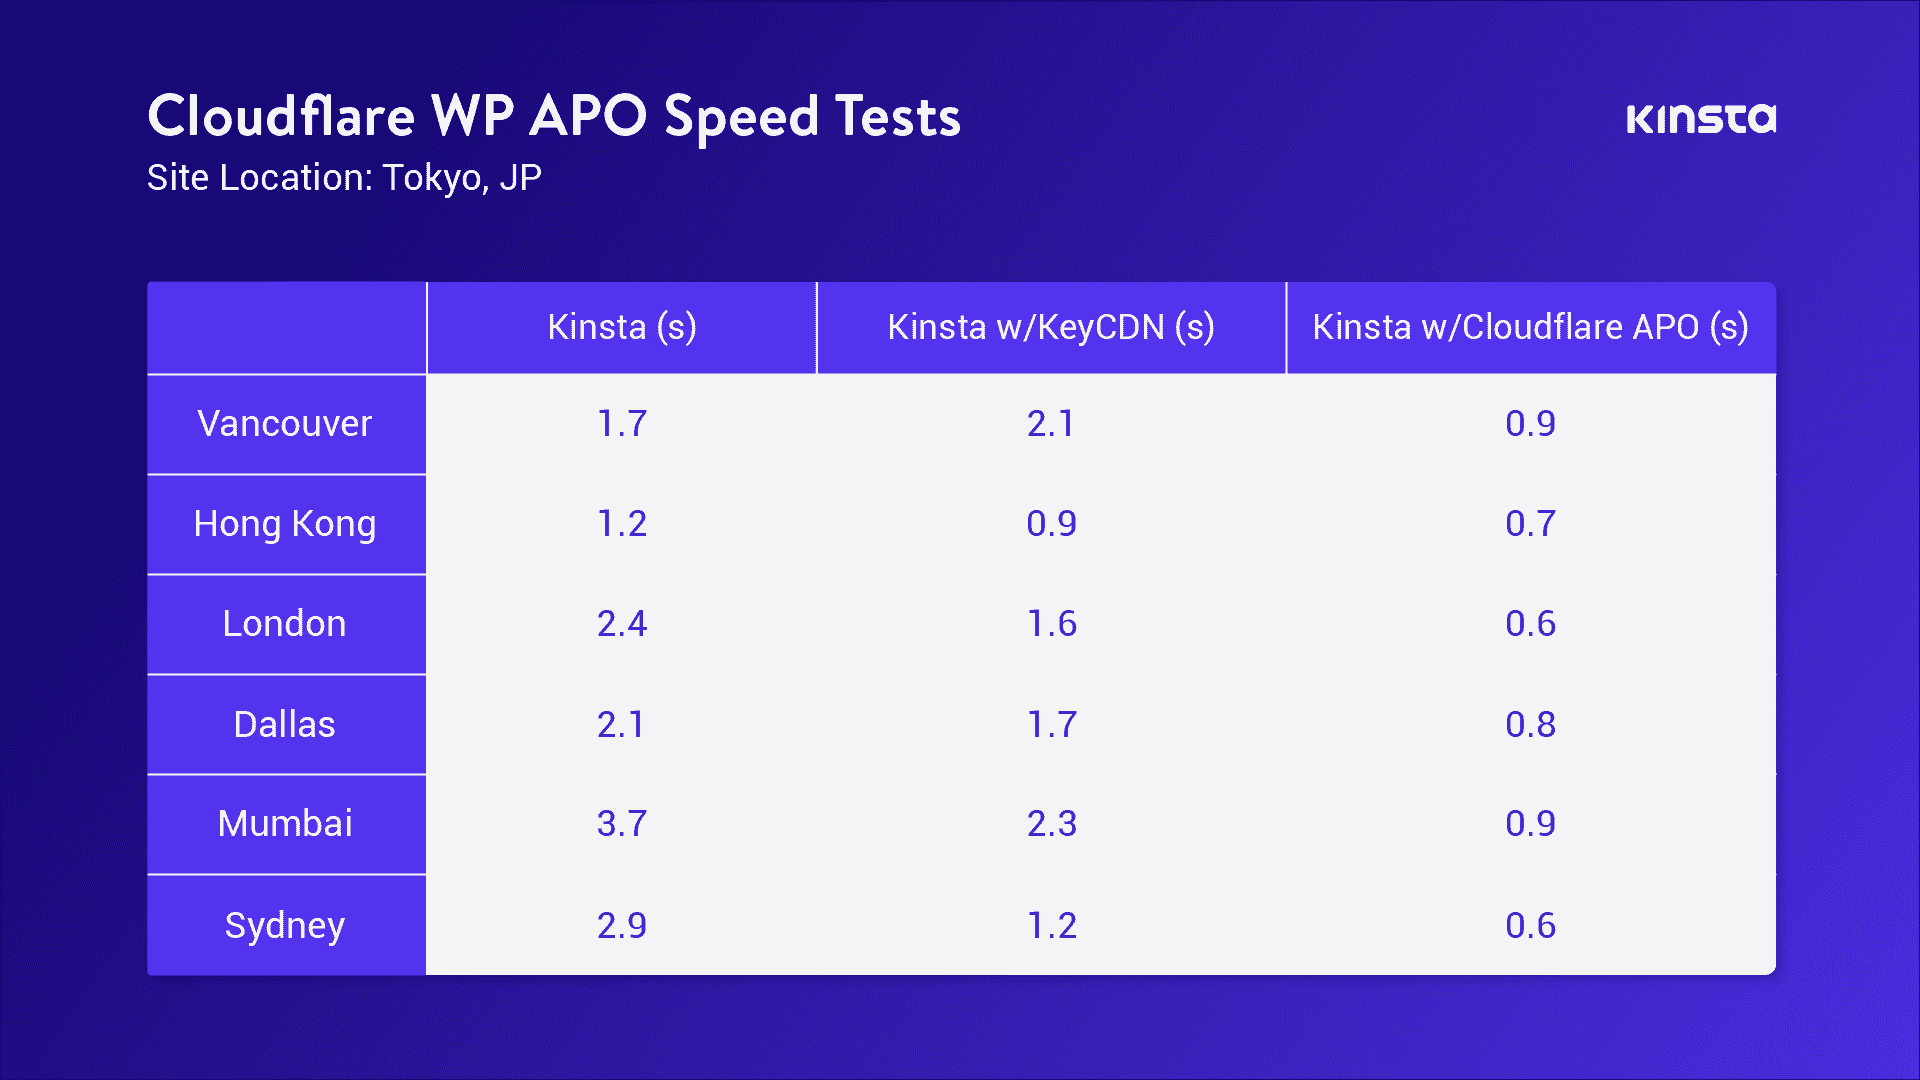 Cloudflare WP APO Speed Tests
Kinsta
Site Location: Tokyo, JP
Kinsta (s) Kinsta w/KeyCDN (s) Kinsta w/Cloudflare APO (s)
Vancouver 1.7 2.1 0.9
Hong Kong 1.2 0.9 0.7
London 2.4 1.6 0.6
Dallas 2.1 1.7 0.8
Mumbai 3.7 2.3 0.9
Sydney 2.9 1.2 0.6